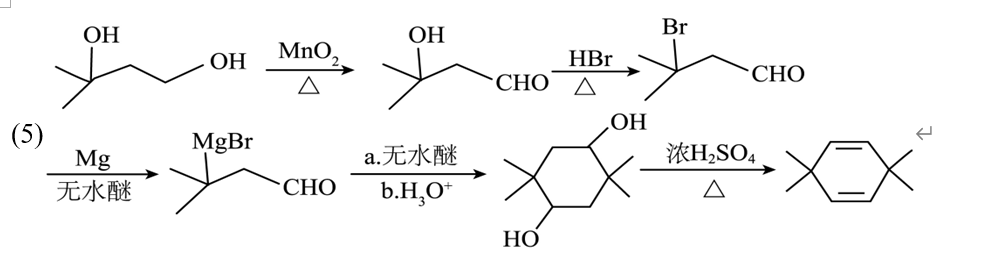 OH OH MnO₂ △ OH CHO HBr △ Br CHO
(5) Mg 无水醚 MgBr CHO a.无水醚 b.H₃O⁺ OH HO 浓H₂SO₄ △ ↵